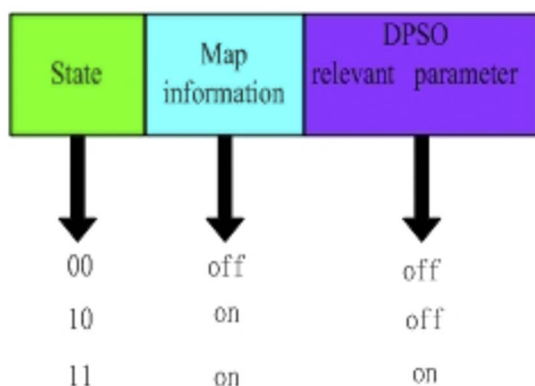 State
Map
information
DPSO
relevant parameter
00 off off
10 on off
11 on on